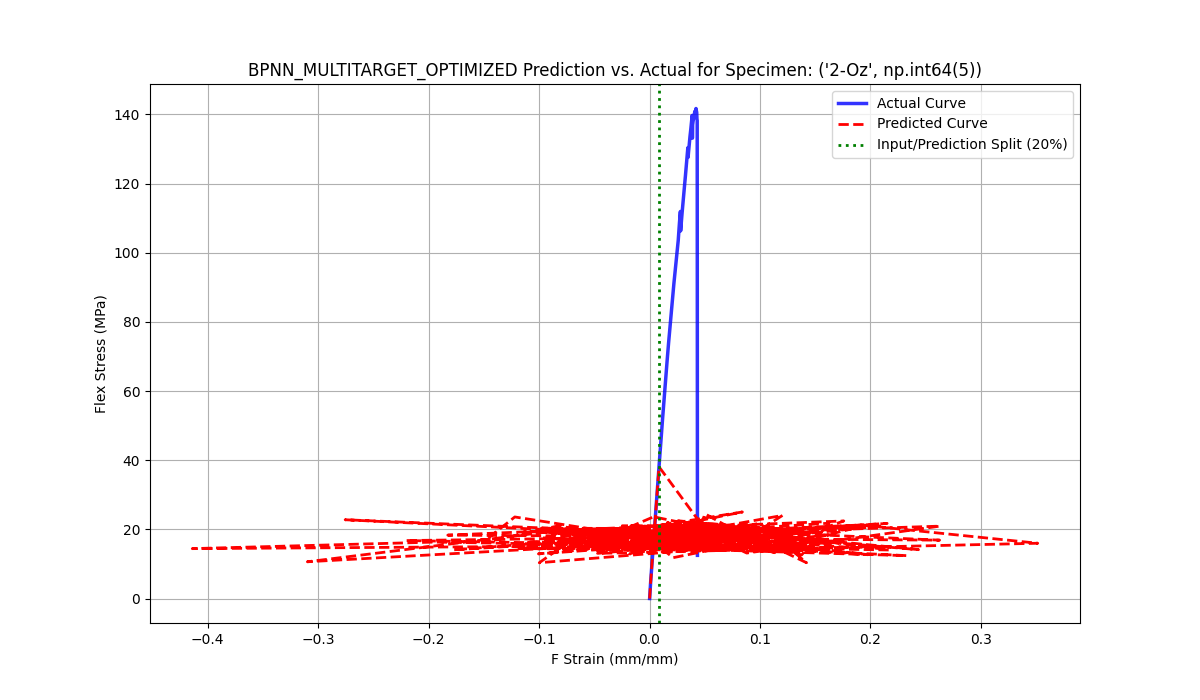 BPNN_MULTITARGET_OPTIMIZED Prediction vs. Actual for Specimen: ('2-Oz', np.int64(5))
Actual Curve
Predicted Curve
Input/Prediction Split (20%)
Flex Stress (MPa)
140
120
100
80
60
40
20
0
−0.4
−0.3
−0.2
−0.1
0.0
0.1
0.2
0.3
F Strain (mm/mm)